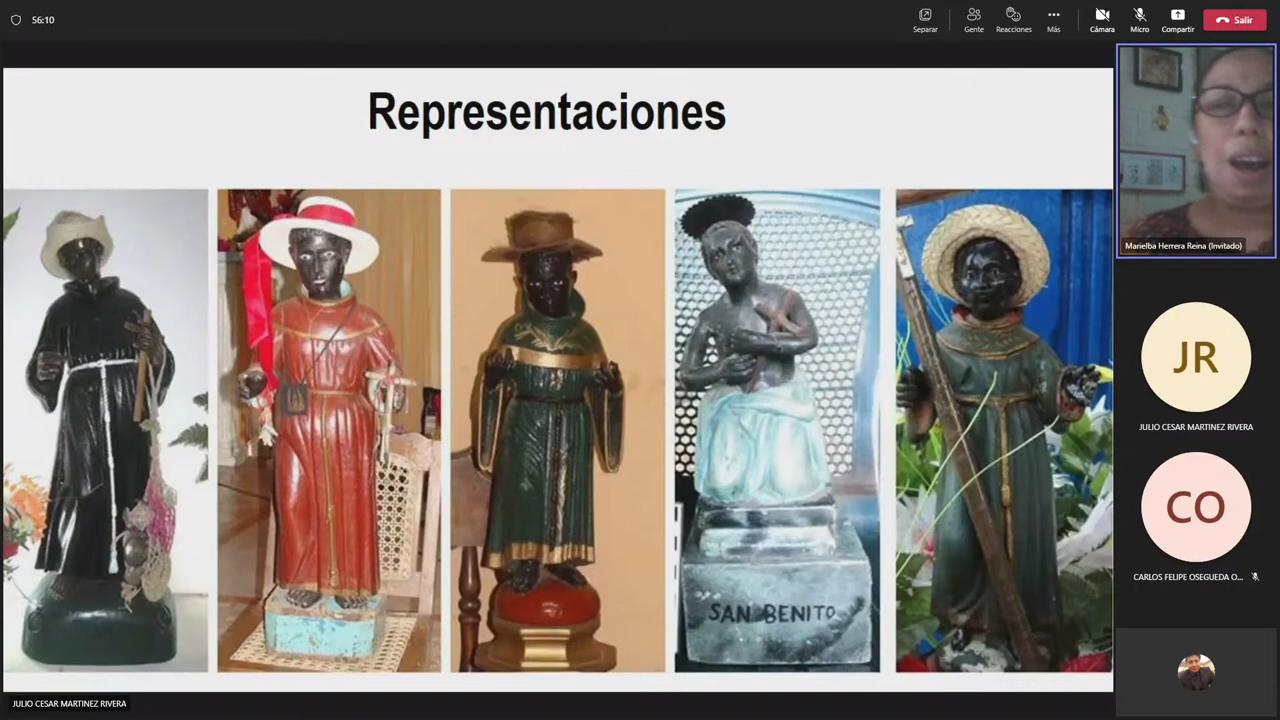 56:10
Separar
Gente
Reacciones
Más
Cámara
Micro
Compartir
Salir
Representaciones
SAN BENITO
Marielba Herrera Reina (Invitado)
JR
JULIO CESAR MARTINEZ RIVERA
CO
CARLOS FELIPE OSEGUEDA O...
JULIO CESAR MARTINEZ RIVERA